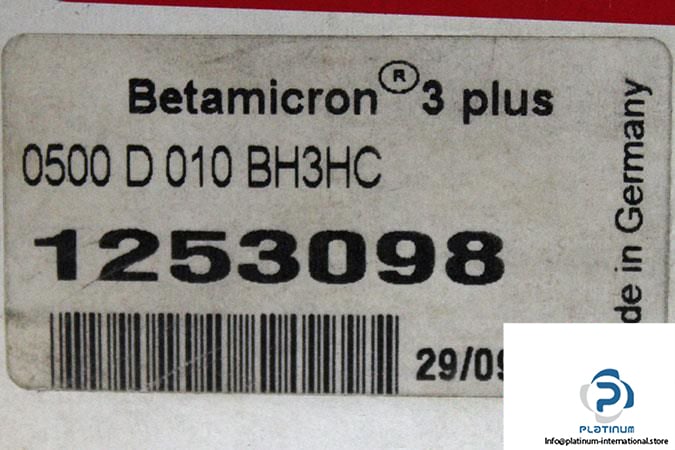 Betamicron® 3 plus
0500 D 010 BH3HC
1253098
29/09
de in Germany
PLATINUM
Info@platinum-international.store